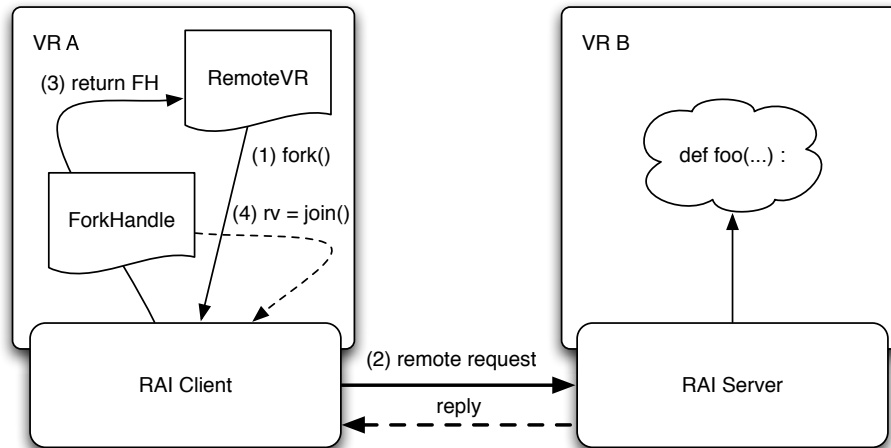 VR A
VR B
RemoteVR
(3) return FH
(1) fork()
def foo(...) :
ForkHandle
(4) rv = join()
(2) remote request
RAI Client
RAI Server
reply